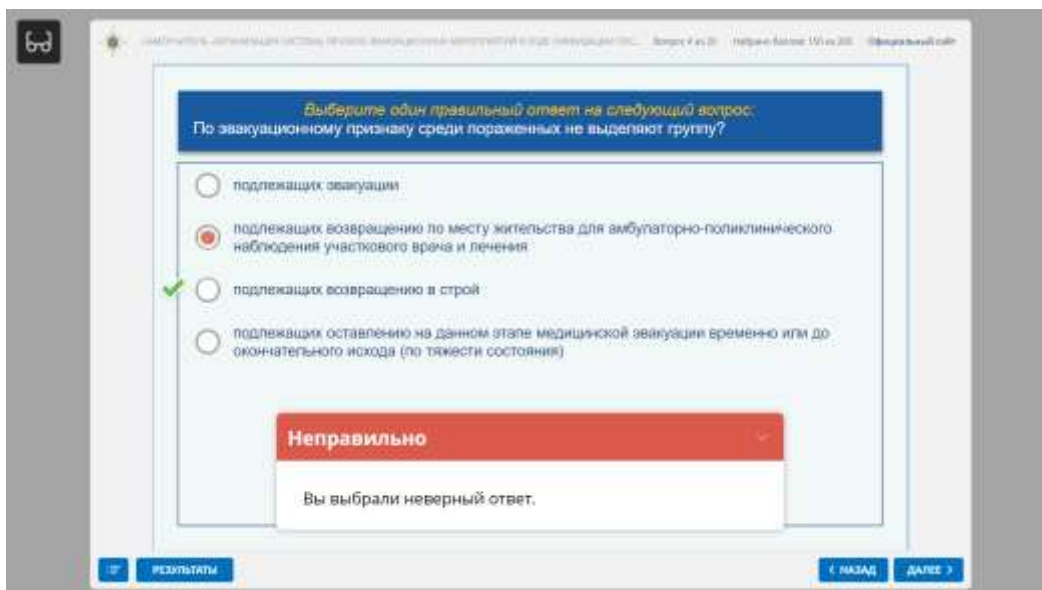 Официальный сайт
Выберите один правильный ответ на следующий вопрос:
По эвакуационному признаку среди пораженных не выделяют группу?
подлежащих эвакуации
подлежащих возвращению по месту жительства для амбулаторно-поликлинического
наблюдения участкового врача и лечения
подлежащих возвращению в строй
подлежащих оставлению на данном этапе медицинской эвакуации временно или до
окончательного исхода (по тяжести состояния)
Неправильно
Вы выбрали неверный ответ.
РЕЗУЛЬТАТЫ
НАЗАД
ДАЛЕЕ